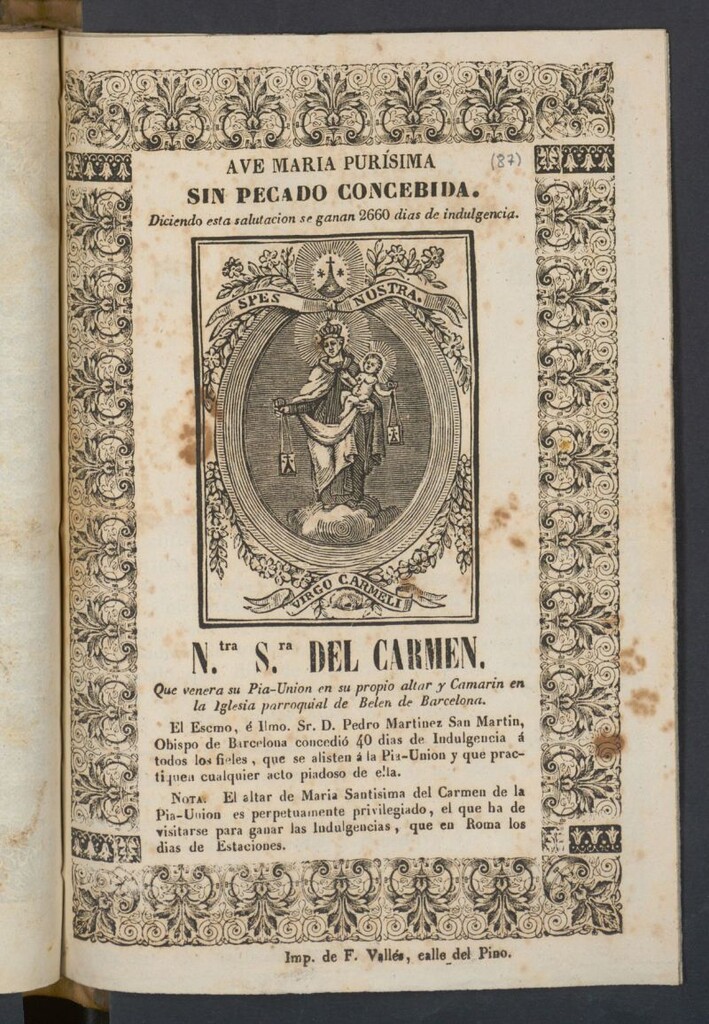 AVE MARIA PURÍSIMA
(87)
SIN PECADO CONCEBIDA.
Diciendo esta salutacion se ganan 2660 dias de indulgencia.
SPES NOSTRA.
VIRGO CARMELI
N.tra S.ra DEL CARMEN.
Que venera su Pia-Union en su propio altar y Camarin en
la Iglesia parroquial de Belen de Barcelona.
El Escmo, é Ilmo. Sr. D. Pedro Martinez San Martin,
Obispo de Barcelona concedió 40 dias de Indulgencia á
todos los fieles, que se alisten á la Pia-Union y que prac-
tiquen cualquier acto piadoso de ella.
NOTA. El altar de Maria Santisima del Carmen de la
Pia-Union es perpetuamente privilegiado, el que ha de
visitarse para ganar las Indulgencias, que en Roma los
dias de Estaciones.
Imp. de F. Vallés, calle del Pino.